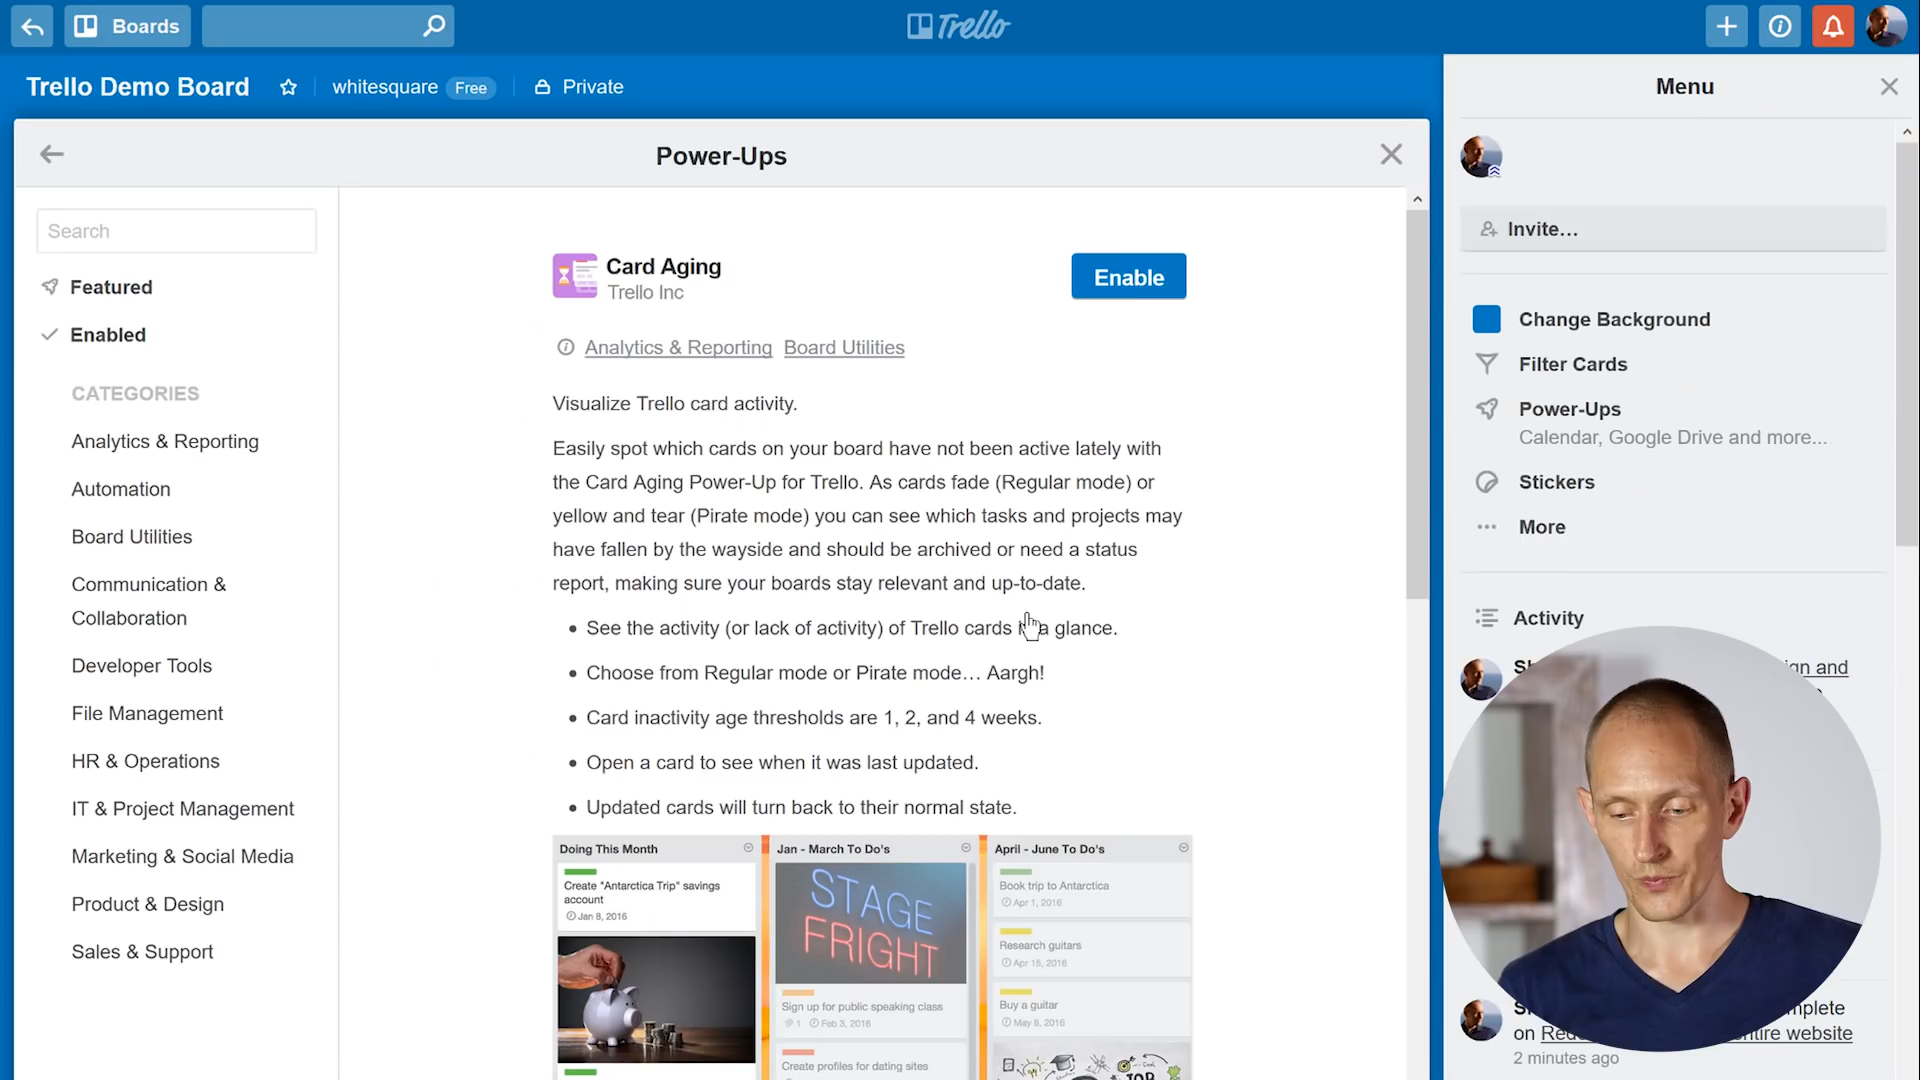 Boards
Trello
Trello Demo Board
whitesquare Free
Private
Menu
Power-Ups
Search
Featured
Enabled
CATEGORIES
Analytics & Reporting
Automation
Board Utilities
Communication &
Collaboration
Developer Tools
File Management
HR & Operations
IT & Project Management
Marketing & Social Media
Product & Design
Sales & Support
Card Aging
Trello Inc
Enable
Analytics & Reporting Board Utilities
Visualize Trello card activity.
Easily spot which cards on your board have not been active lately with
the Card Aging Power-Up for Trello. As cards fade (Regular mode) or
yellow and tear (Pirate mode) you can see which tasks and projects may
have fallen by the wayside and should be archived or need a status
report, making sure your boards stay relevant and up-to-date.
See the activity (or lack of activity) of Trello cards a glance.
Choose from Regular mode or Pirate mode… Aargh!
Card inactivity age thresholds are 1, 2, and 4 weeks.
Open a card to see when it was last updated.
Updated cards will turn back to their normal state.
Doing This Month
Create "Antarctica Trip" savings
account
Jan 8, 2016
Jan - March To Do's
STAGE
FRIGHT
Sign up for public speaking class
1 Feb 3, 2016
Create profiles for dating sites
April - June To Do's
Book trip to Antarctica
Apr 1, 2016
Research guitars
Apr 15, 2016
Buy a guitar
May 6, 2016
JOB
Invite…
Change Background
Filter Cards
Power-Ups
Calendar, Google Drive and more…
Stickers
More
Activity
and
on
entire website
2 minutes ago